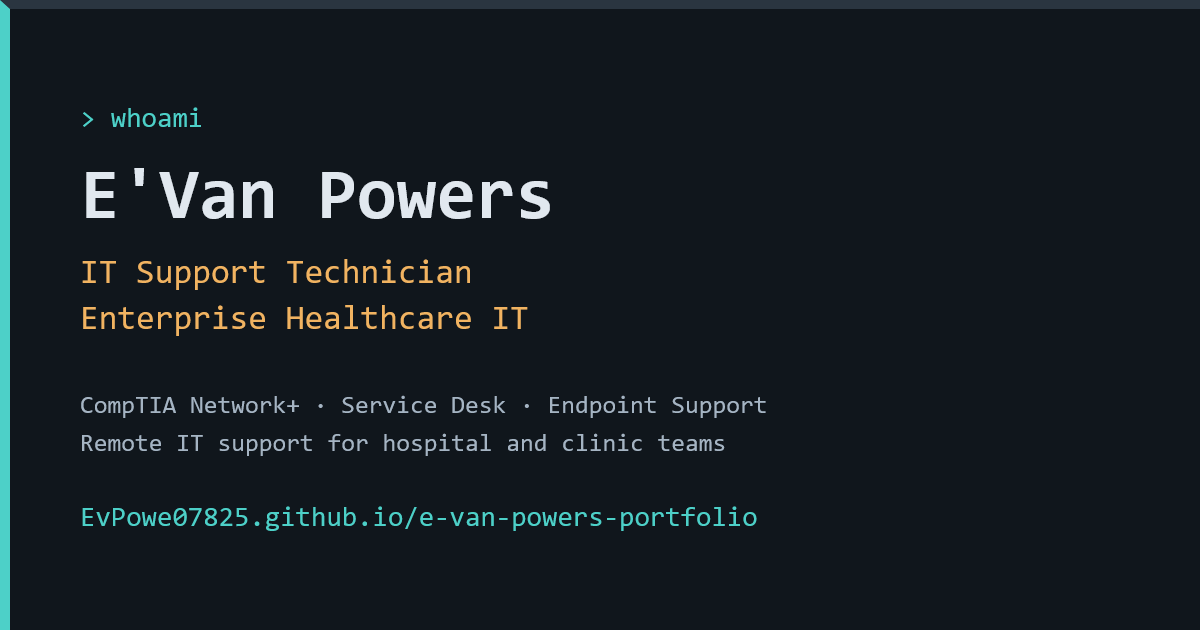 > whoami
E'Van Powers
IT Support Technician
Enterprise Healthcare IT
CompTIA Network+ · Service Desk · Endpoint Support
Remote IT support for hospital and clinic teams
EvPowe07825.github.io/e-van-powers-portfolio